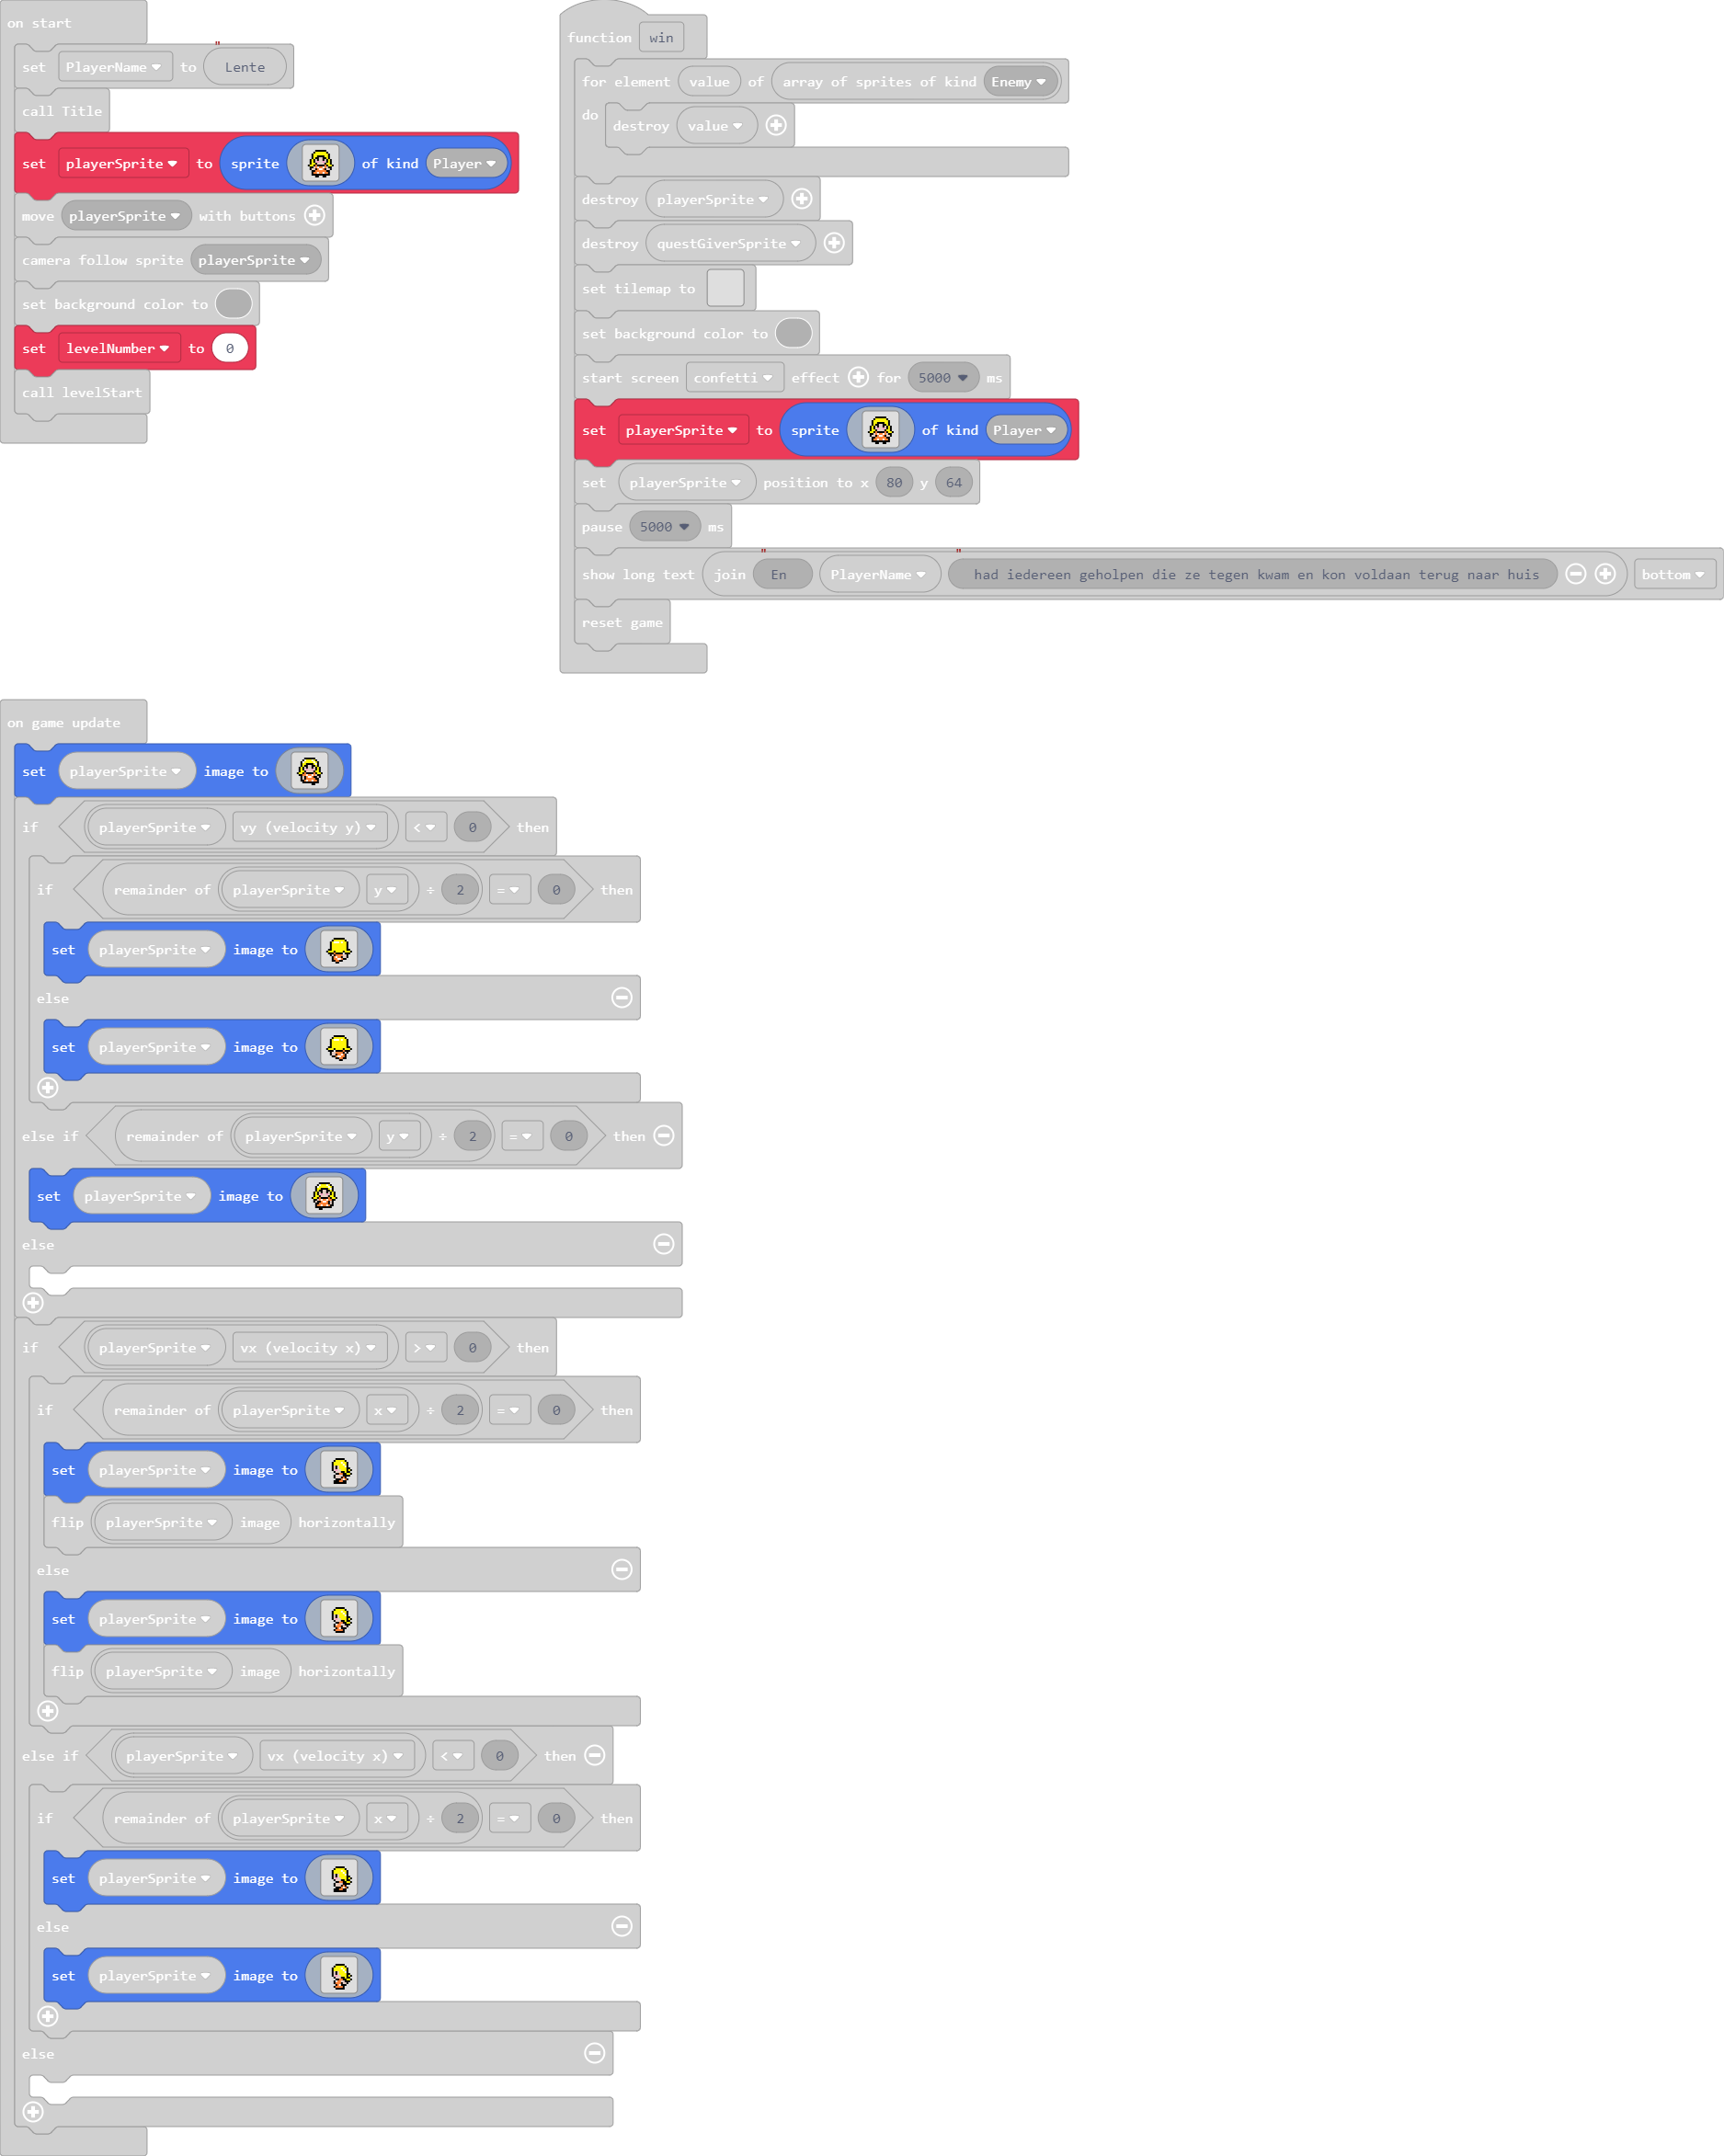 on start
set PlayerName to " Lente
call Title
set playerSprite to sprite of kind Player
move playerSprite with buttons
camera follow sprite playerSprite
set background color to
set levelNumber to 0
call levelStart
function win
for element value of array of sprites of kind Enemy
do destroy value
destroy playerSprite
destroy questGiverSprite
set tilemap to
set background color to
start screen confetti effect for 5000 ms
set playerSprite to sprite of kind Player
set playerSprite position to x 80 y 64
pause 5000 ms
show long text join " En PlayerName " had iedereen geholpen die ze tegen kwam en kon voldaan terug naar huis bottom
reset game
on game update
set playerSprite image to
if playerSprite vy (velocity y) < 0 then
if remainder of playerSprite y ÷ 2 = 0 then
set playerSprite image to
else
set playerSprite image to
else if remainder of playerSprite y ÷ 2 = 0 then
set playerSprite image to
else
if playerSprite vx (velocity x) > 0 then
if remainder of playerSprite x ÷ 2 = 0 then
set playerSprite image to
flip playerSprite image horizontally
else
set playerSprite image to
flip playerSprite image horizontally
else if playerSprite vx (velocity x) < 0 then
if remainder of playerSprite x ÷ 2 = 0 then
set playerSprite image to
else
set playerSprite image to
else